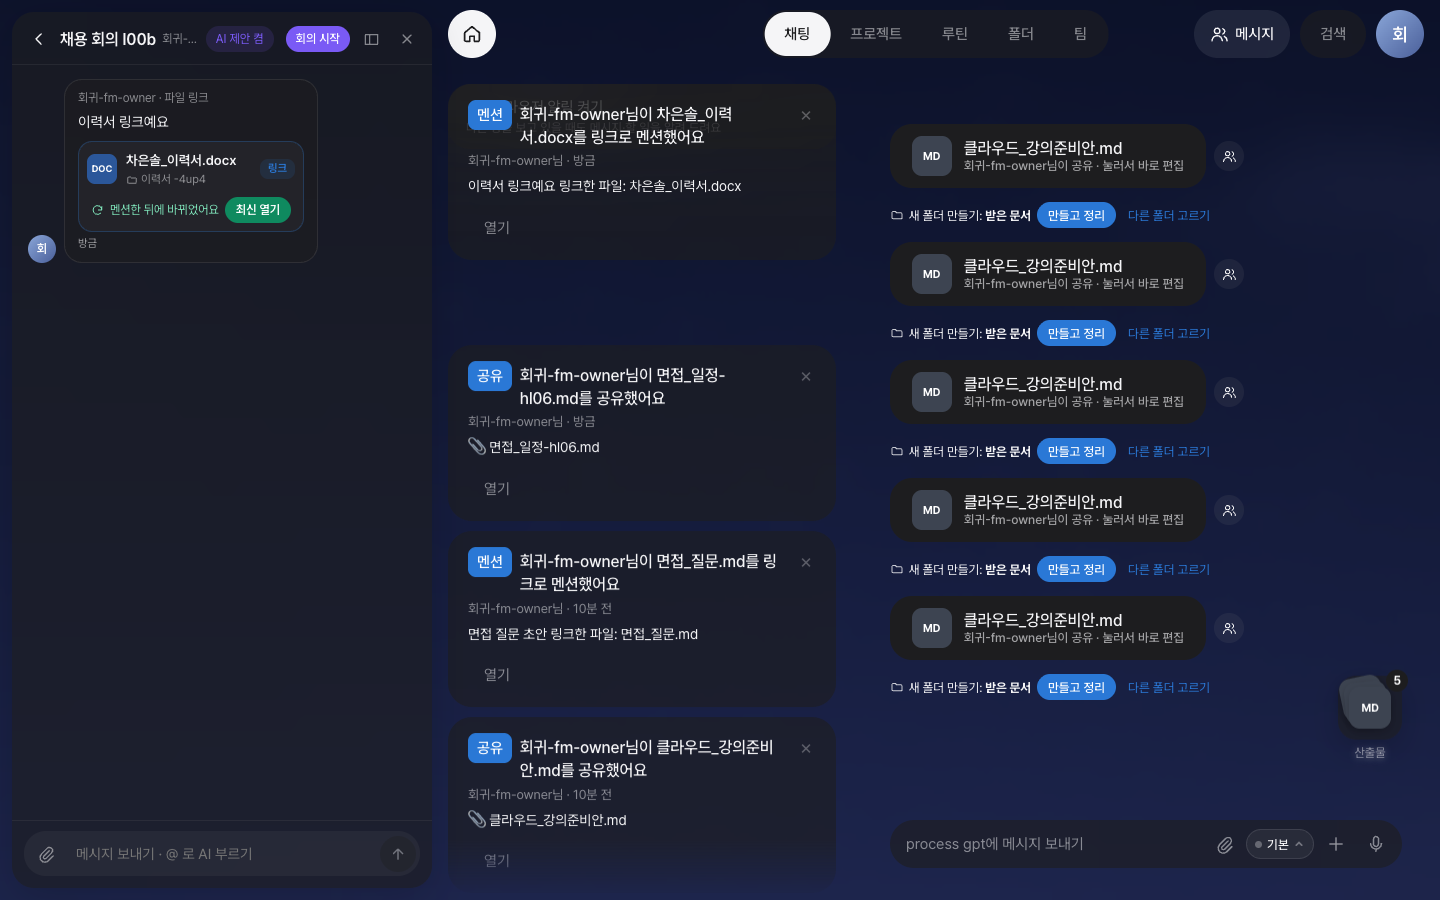 채용 회의 l00b 회귀-... AI 제안 컴 회의 시작
회귀-fm-owner · 파일 링크
이력서 링크예요
DOC 차은솔_이력서.docx 링크
이력서 -4up4
멘션한 뒤에 바뀌었어요 최신 열기
방금
회
메시지 보내기 · @ 로 AI 부르기
채팅 프로젝트 루틴 폴더 팀
메시지 검색 회
멘션 회귀-fm-owner님이 차은솔_이력
서.docx를 링크로 멘션했어요
회귀-fm-owner님 · 방금
이력서 링크예요 링크한 파일: 차은솔_이력서.docx
열기
공유 회귀-fm-owner님이 면접_일정-
hl06.md를 공유했어요
회귀-fm-owner님 · 방금
면접_일정-hl06.md
열기
멘션 회귀-fm-owner님이 면접_질문.md를 링
크로 멘션했어요
회귀-fm-owner님 · 10분 전
면접 질문 초안 링크한 파일: 면접_질문.md
열기
공유 회귀-fm-owner님이 클라우드_강의준비
안.md를 공유했어요
회귀-fm-owner님 · 10분 전
클라우드_강의준비안.md
열기
MD 클라우드_강의준비안.md
회귀-fm-owner님이 공유 · 눌러서 바로 편집
새 폴더 만들기: 받은 문서 만들고 정리 다른 폴더 고르기
MD 클라우드_강의준비안.md
회귀-fm-owner님이 공유 · 눌러서 바로 편집
새 폴더 만들기: 받은 문서 만들고 정리 다른 폴더 고르기
MD 클라우드_강의준비안.md
회귀-fm-owner님이 공유 · 눌러서 바로 편집
새 폴더 만들기: 받은 문서 만들고 정리 다른 폴더 고르기
MD 클라우드_강의준비안.md
회귀-fm-owner님이 공유 · 눌러서 바로 편집
새 폴더 만들기: 받은 문서 만들고 정리 다른 폴더 고르기
MD 클라우드_강의준비안.md
회귀-fm-owner님이 공유 · 눌러서 바로 편집
새 폴더 만들기: 받은 문서 만들고 정리 다른 폴더 고르기
5
MD
산출물
process gpt에 메시지 보내기 기본